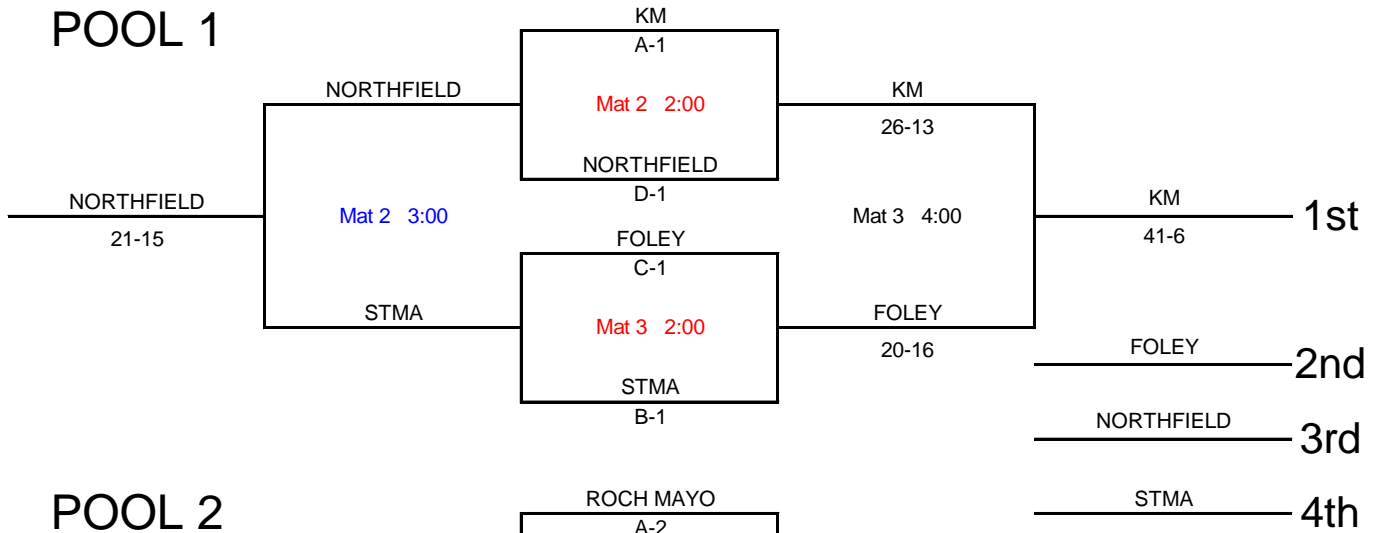 POOL 1
KM
A-1
NORTHFIELD
Mat 2 2:00
KM
26-13
NORTHFIELD
D-1
NORTHFIELD
21-15
Mat 2 3:00
Mat 3 4:00
KM
41-6
1st
FOLEY
C-1
STMA
Mat 3 2:00
FOLEY
20-16
FOLEY
2nd
STMA
B-1
NORTHFIELD
3rd
POOL 2
ROCH MAYO
A-2
STMA
4th